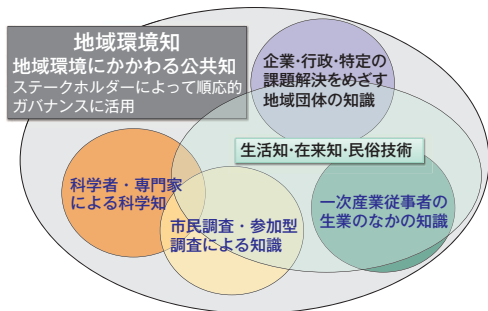 地域環境知
地域環境にかかわる公共知
ステークホルダーによって順応的
ガバナンスに活用
企業・行政・特定の
課題解決をめざす
地域団体の知識
生活知・在来知・民俗技術
科学者・専門家
による科学知
市民調査・参加型
調査による知識
一次産業従事者の
生業のなかの知識